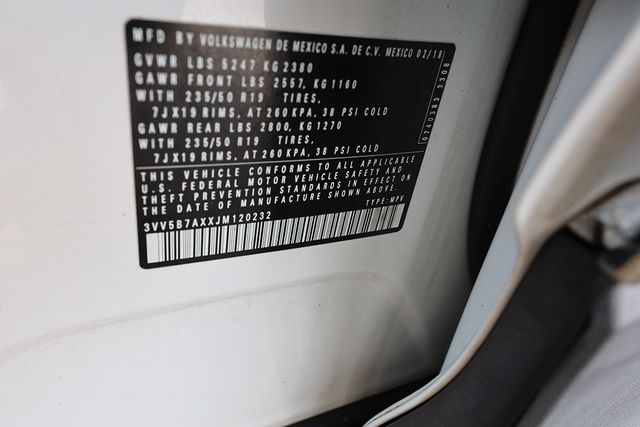 MFD BY VOLKSWAGEN DE MEXICO S.A. DE C.V. MEXICO 02/18
GVWR LBS 5247 KG 2380
GAWR FRONT LBS 2557, KG 1160
WITH 235/50 R19 TIRES,
7JX19 RIMS, AT 260 KPA, 38 PSI COLD
GAWR REAR LBS 2800, KG 1270
WITH 235/50 R19 TIRES,
7JX19 RIMS, AT 260 KPA, 38 PSI COLD
THIS VEHICLE CONFORMS TO ALL APPLICABLE
U.S. FEDERAL MOTOR VEHICLE SAFETY AND
THEFT PREVENTION STANDARDS IN EFFECT ON
THE DATE OF MANUFACTURE SHOWN ABOVE.
3VV5B7AXXJM120232 TYPE: MPV
0740383 3308